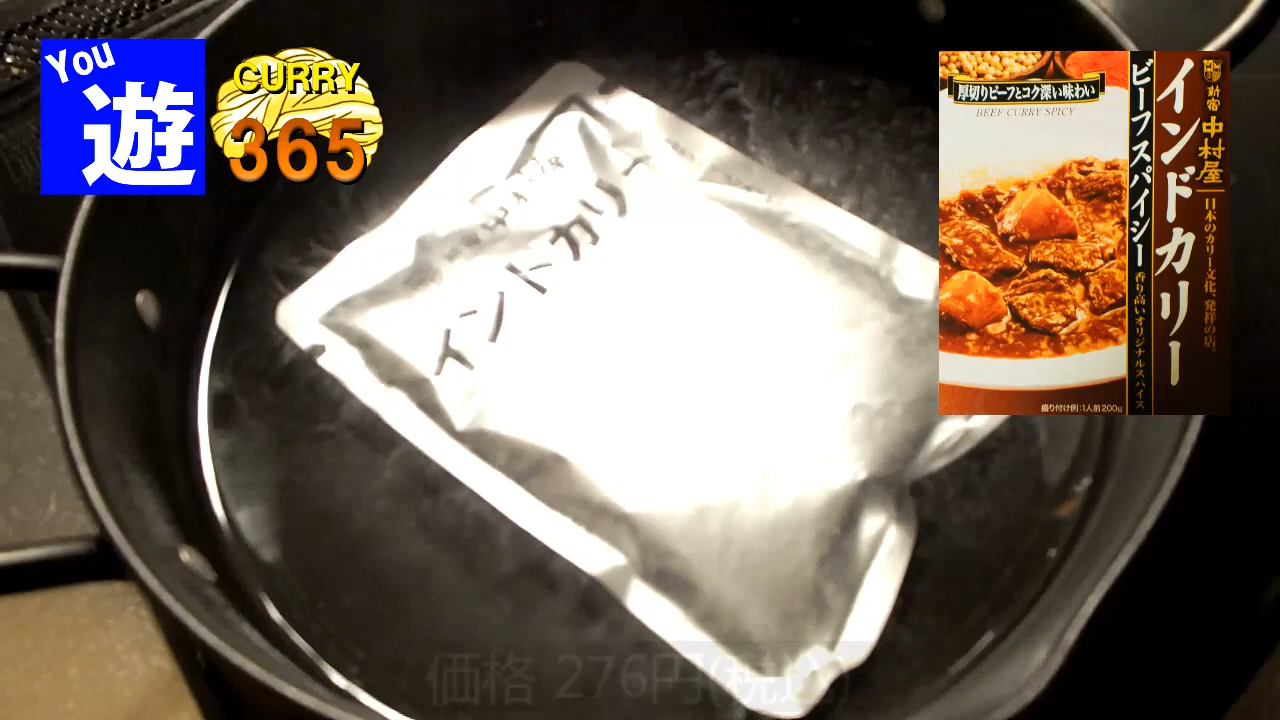 You
遊
CURRY
365
厚切りビーフとコク深い味わい
BEEF CURRY SPICY
新宿 中村屋
日本のカリー文化、発祥の店。
インドカリー
ビーフスパイシー
香り高いオリジナルスパイス
盛り付け例:1人前200g
インドカリー
価格 276円(税込)